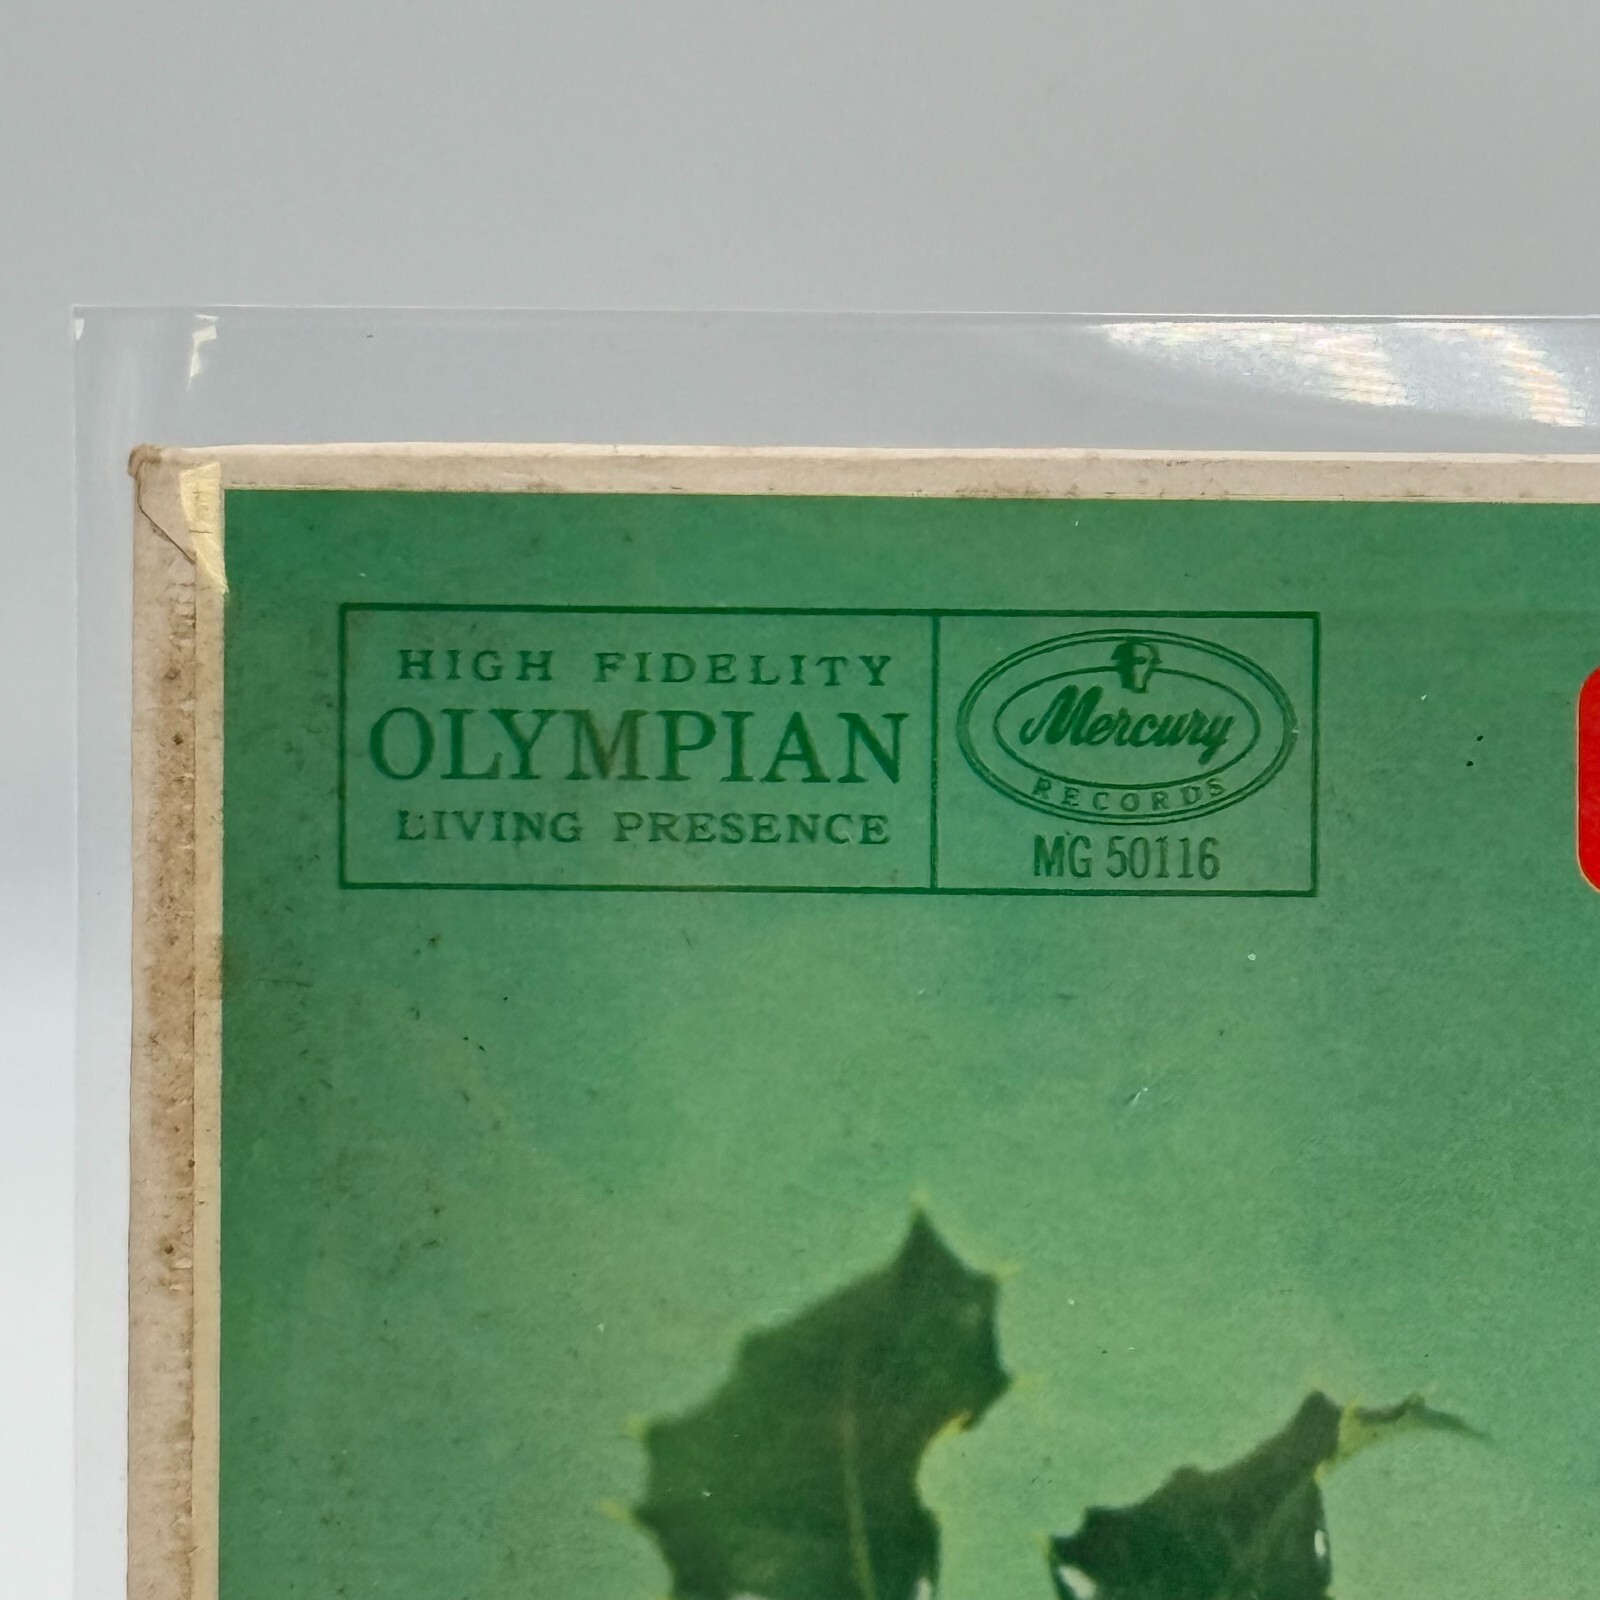 HIGH FIDELITY
OLYMPIAN
LIVING PRESENCE
Mercury
RECORDS
MG 50116